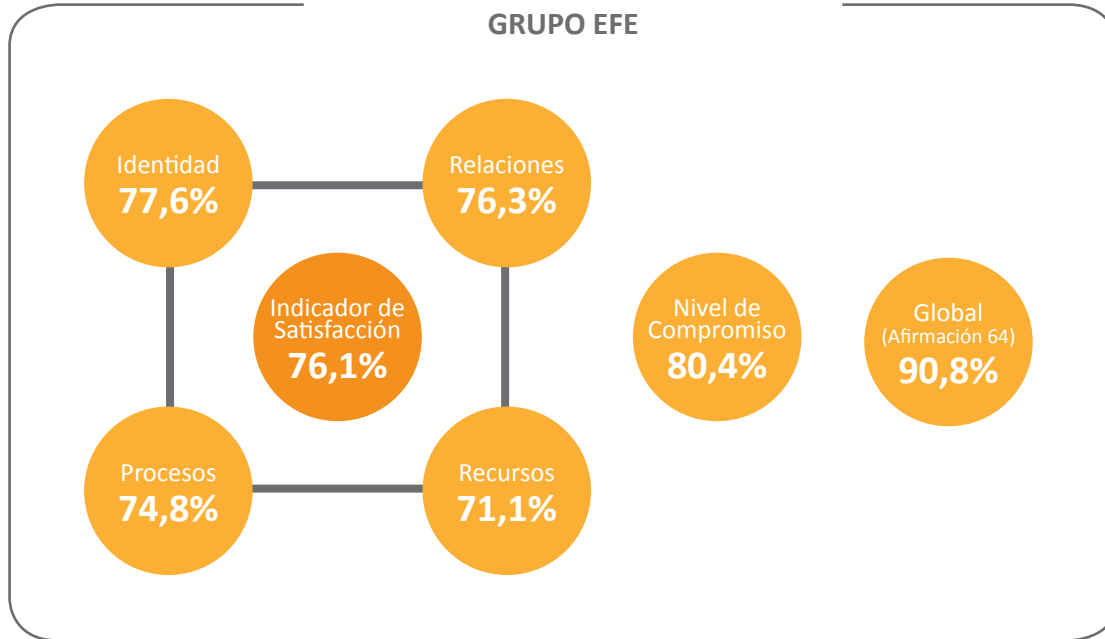 GRUPO EFE
Identidad
77,6%
Relaciones
76,3%
Indicador de
Satisfacción
76,1%
Nivel de
Compromiso
80,4%
Global
(Afirmación 64)
90,8%
Procesos
74,8%
Recursos
71,1%